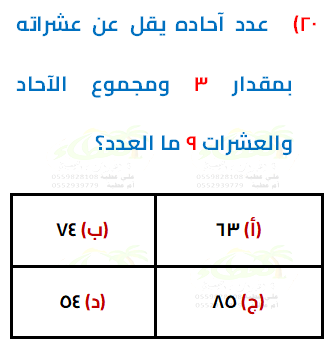 ٢٠) عدد آحاده يقل عن عشراته
بمقدار ٣ ومجموع الآحاد
والعشرات ٩ ما العدد؟
(أ) ٦٣ (ب) ٧٤
(ج) ٨٥ (د) ٥٤